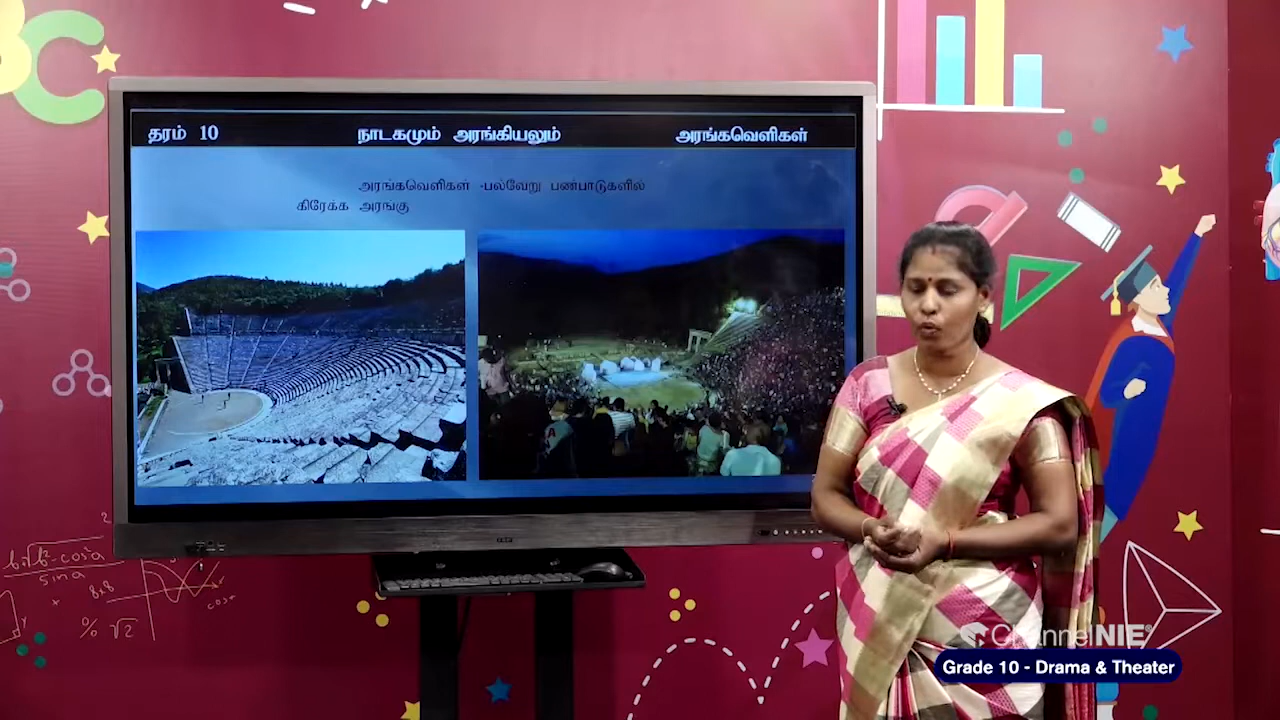 தரம் 10 நாடகமும் அரங்கியலும் அரங்கவெளிகள்
அரங்கவெளிகள் -பல்வேறு பண்பாடுகளில்
கிரேக்க அரங்கு
ChannelNIE
Grade 10 - Drama & Theater